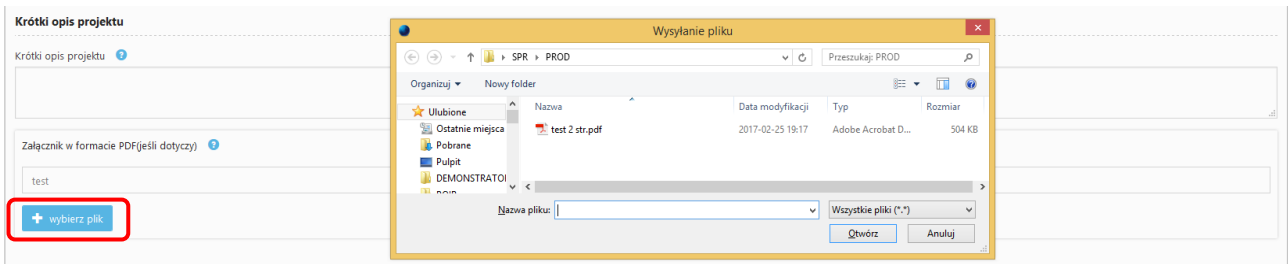 Krótki opis projektu
Krótki opis projektu ?
Załącznik w formacie PDF(jeśli dotyczy) ?
test
+ wybierz plik
Wysyłanie pliku
SPR ▸ PROD
Przeszukaj: PROD
Organizuj Nowy folder
Ulubione
Ostatnie miejsca
Pobrane
Pulpit
DEMONSTRATO
Nazwa Data modyfikacji Typ Rozmiar
test 2 str.pdf 2017-02-25 19:17 Adobe Acrobat D... 504 KB
Nazwa pliku: Wszystkie pliki (*.*)
Otwórz Anuluj